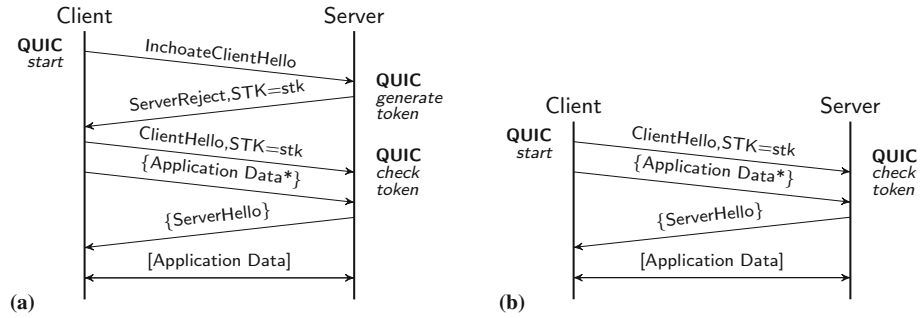 Client Server
QUIC
start
InchoateClientHello
QUIC
generate
token
ServerReject,STK=stk
ClientHello,STK=stk
QUIC
check
token
{Application Data*}
{ServerHello}
[Application Data]
(a)
Client Server
QUIC
start
ClientHello,STK=stk
QUIC
check
token
{Application Data*}
{ServerHello}
[Application Data]
(b)